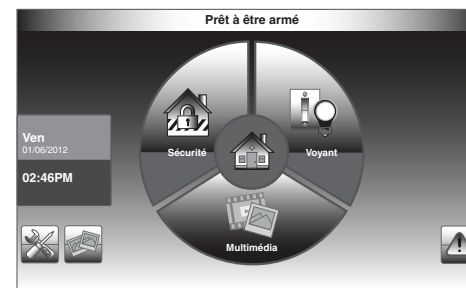 Prêt à être armé
Ven
01/06/2012
02:46PM
Sécurité
Voyant
Multimédia